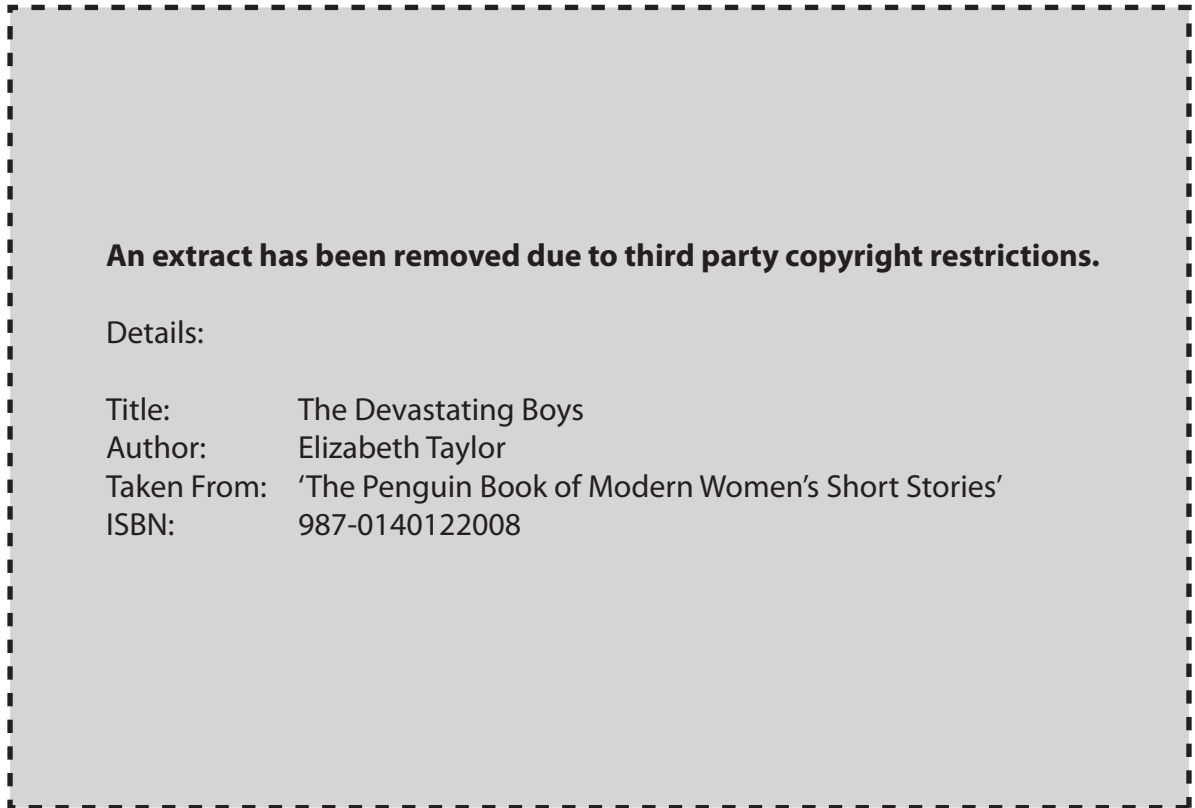 An extract has been removed due to third party copyright restrictions.
Details:
Title: The Devastating Boys
Author: Elizabeth Taylor
Taken From: ‘The Penguin Book of Modern Women’s Short Stories’
ISBN: 987-0140122008